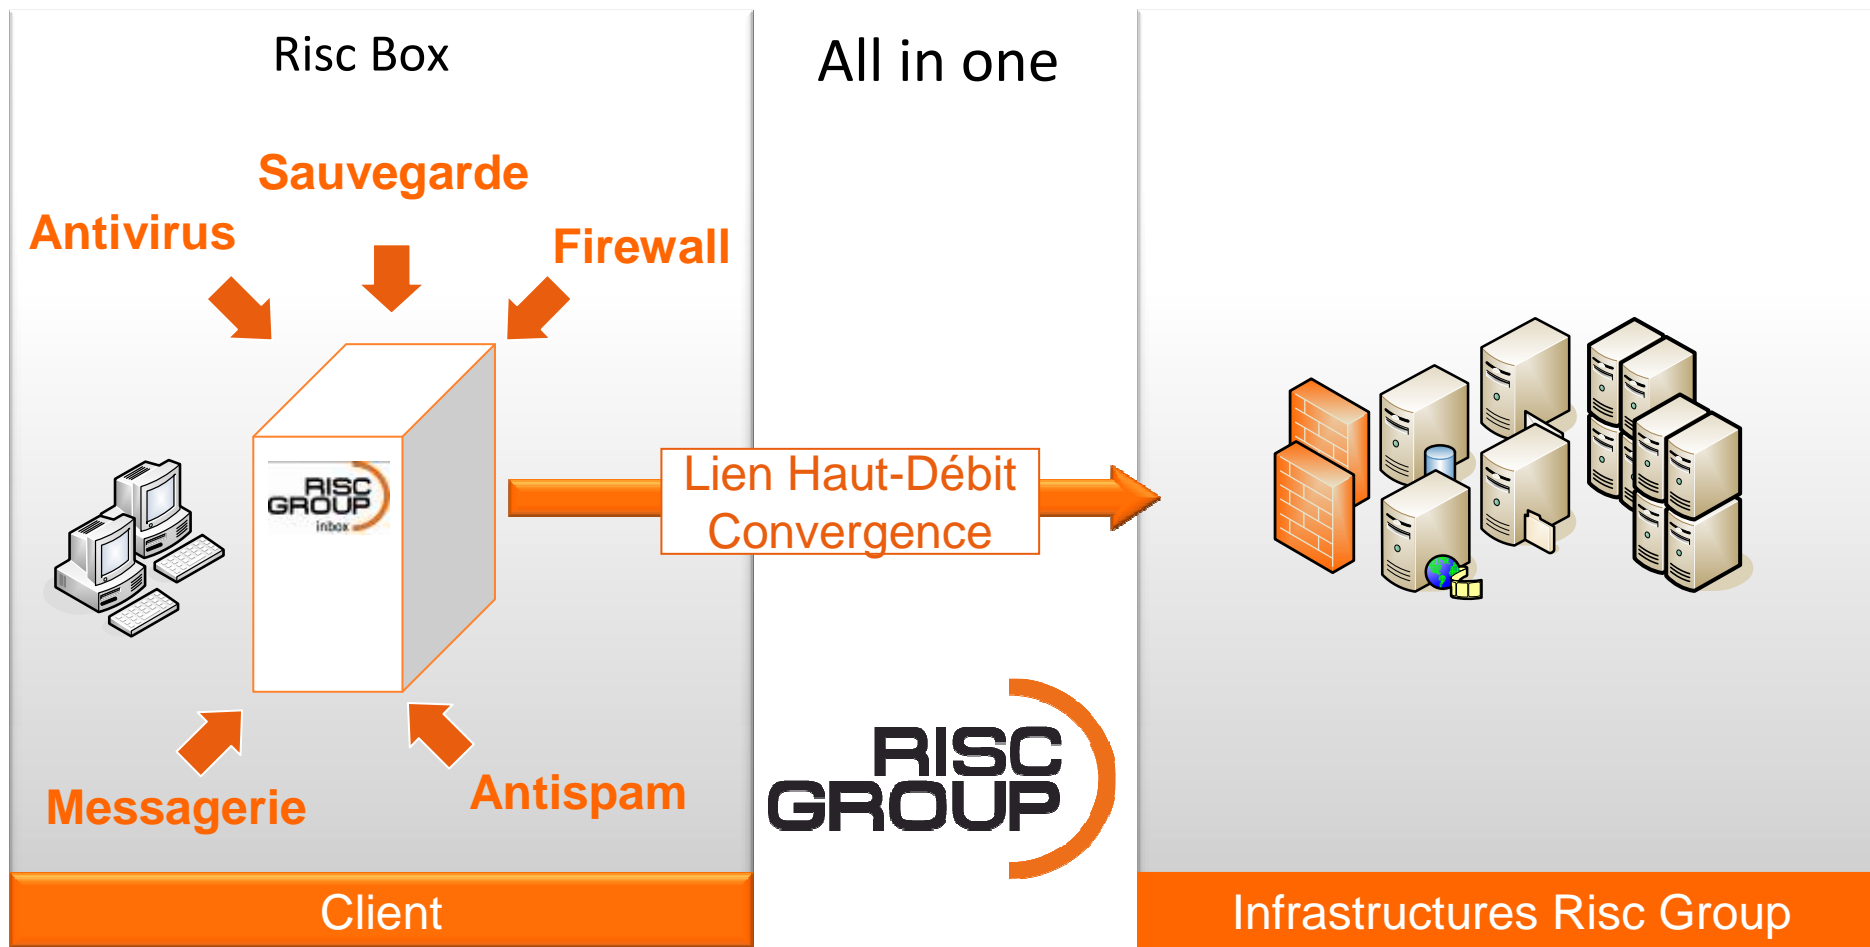 Risc Box
All in one
Sauvegarde
Antivirus
Firewall
RISC
GROUP
inbox
Lien Haut-Débit
Convergence
Messagerie
Antispam
RISC
GROUP
Client
Infrastructures Risc Group